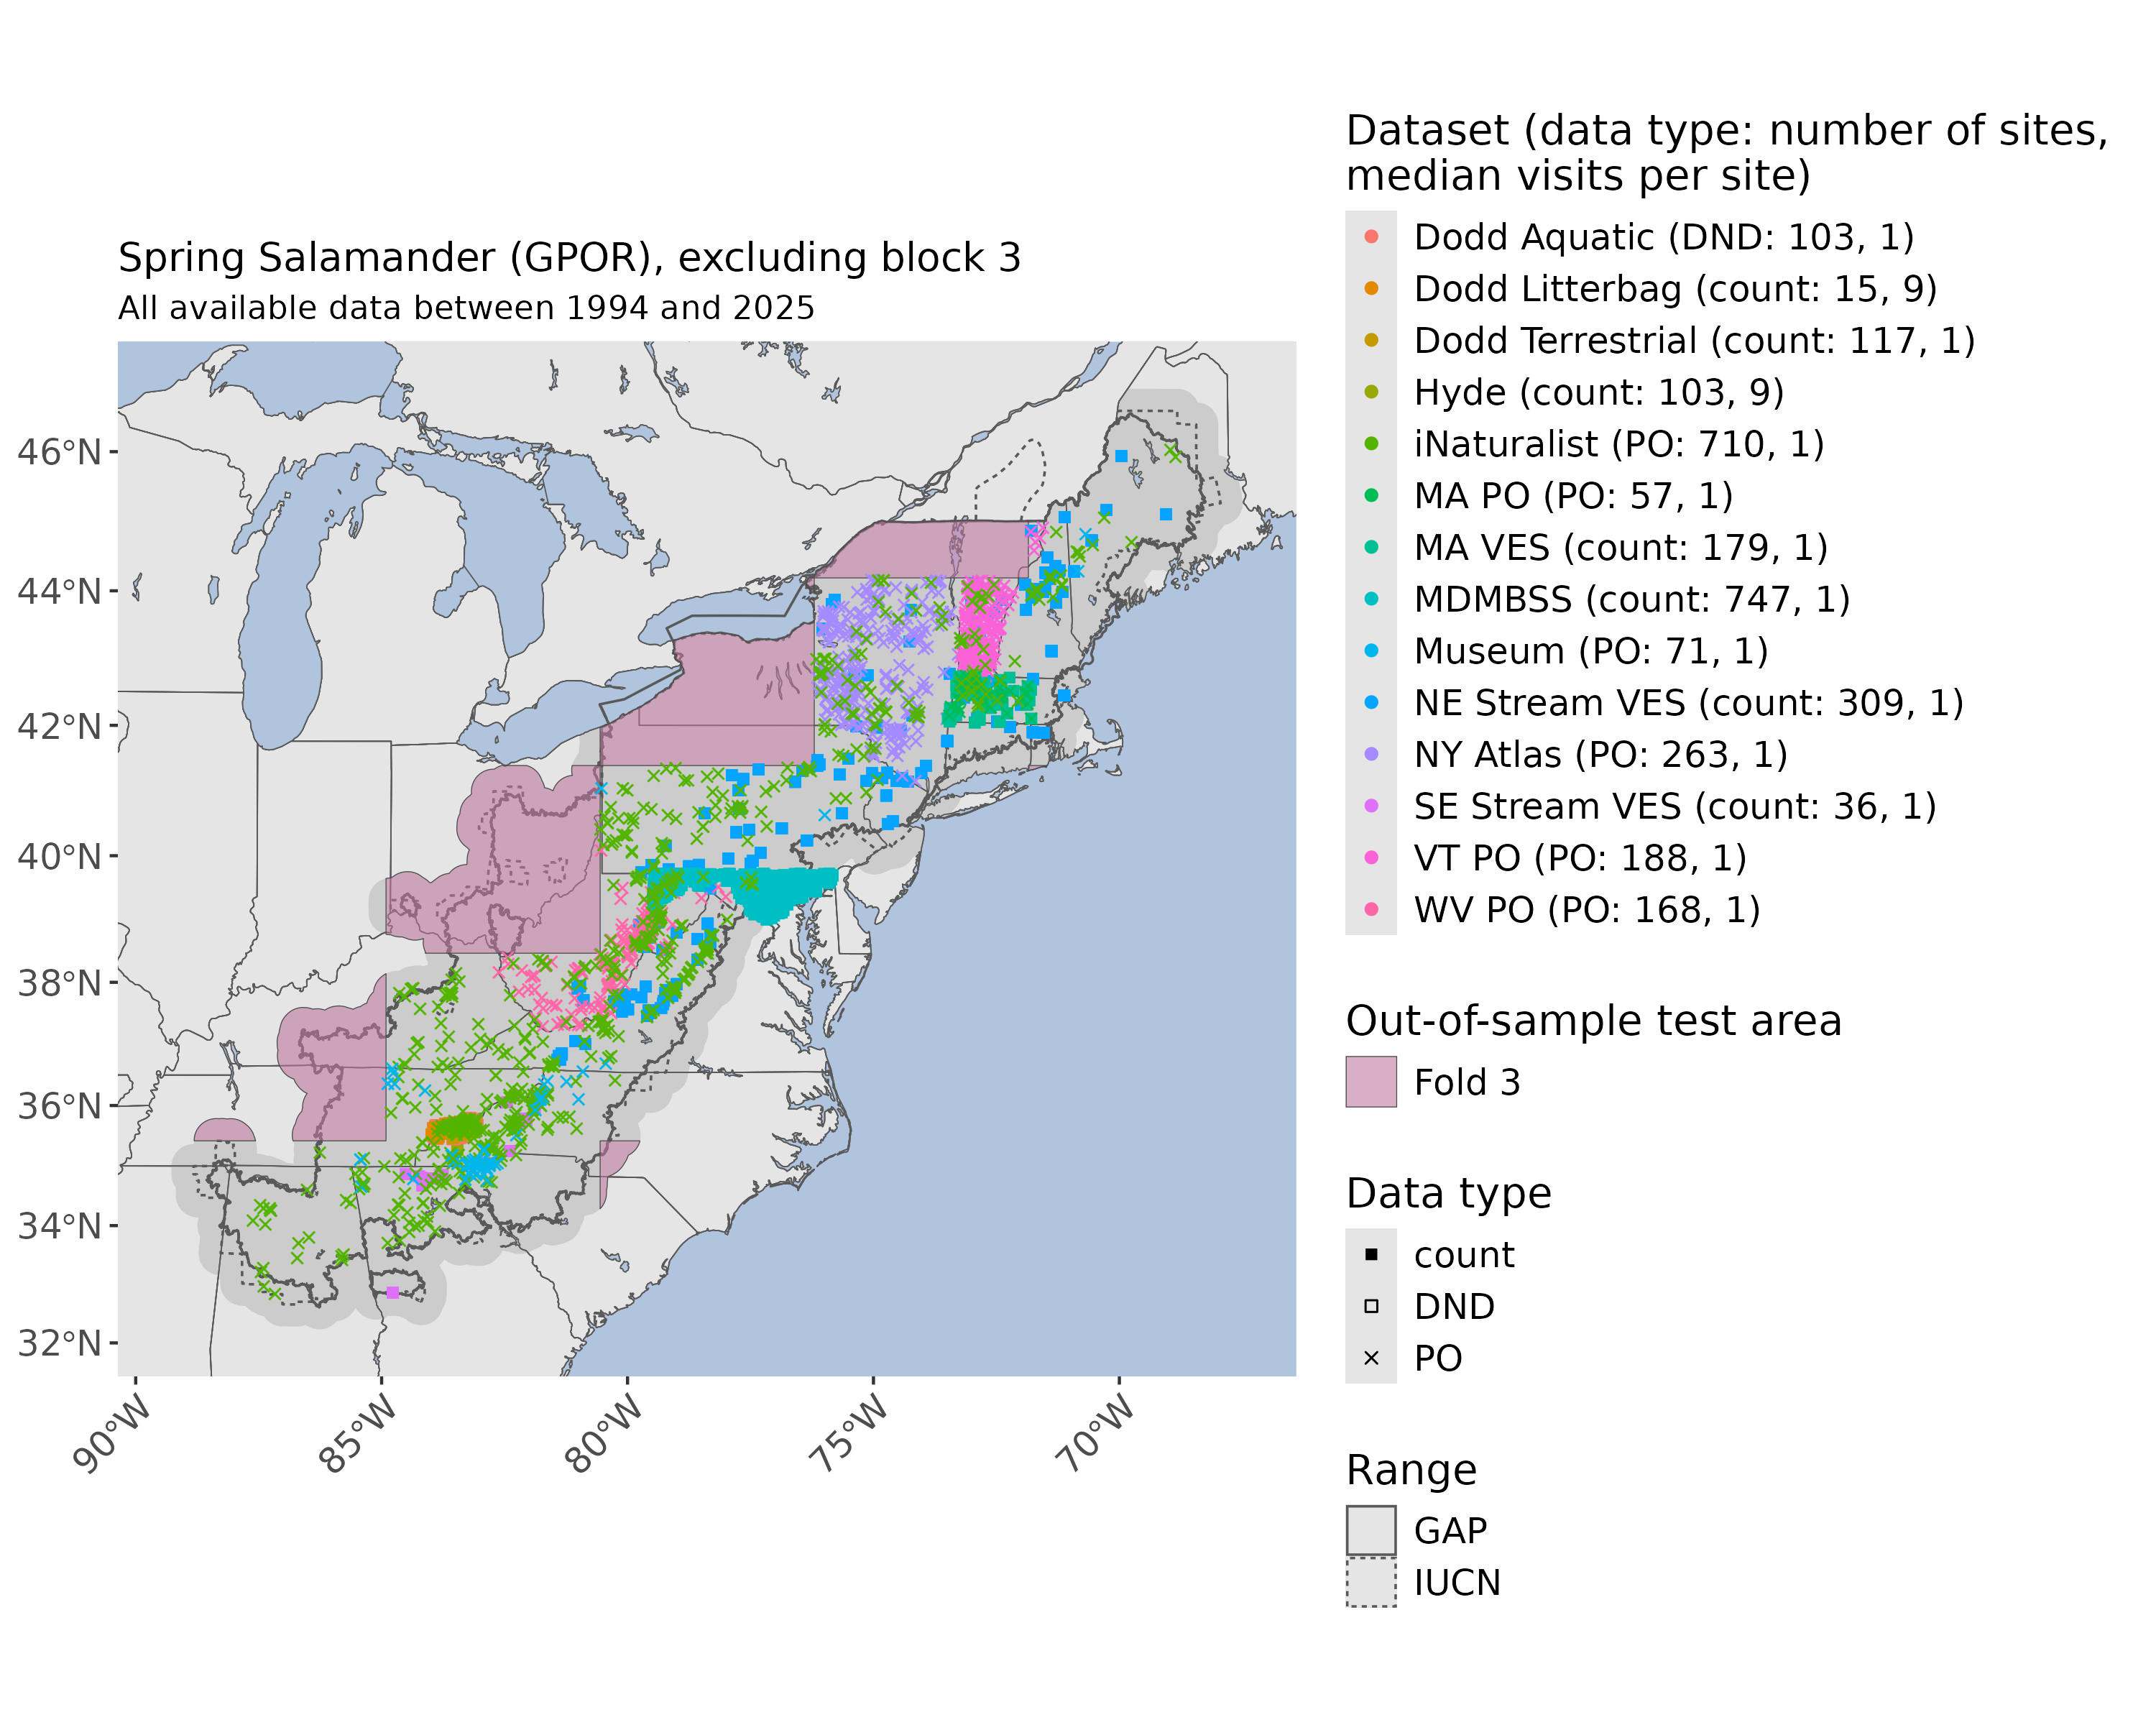 Spring Salamander (GPOR), excluding block 3
All available data between 1994 and 2025
46°N
44°N
42°N
40°N
38°N
36°N
34°N
32°N
90°W
85°W
80°W
75°W
70°W
Dataset (data type: number of sites,
median visits per site)
Dodd Aquatic (DND: 103, 1)
Dodd Litterbag (count: 15, 9)
Dodd Terrestrial (count: 117, 1)
Hyde (count: 103, 9)
iNaturalist (PO: 710, 1)
MA PO (PO: 57, 1)
MA VES (count: 179, 1)
MDMBSS (count: 747, 1)
Museum (PO: 71, 1)
NE Stream VES (count: 309, 1)
NY Atlas (PO: 263, 1)
SE Stream VES (count: 36, 1)
VT PO (PO: 188, 1)
WV PO (PO: 168, 1)
Out-of-sample test area
Fold 3
Data type
count
DND
PO
Range
GAP
IUCN